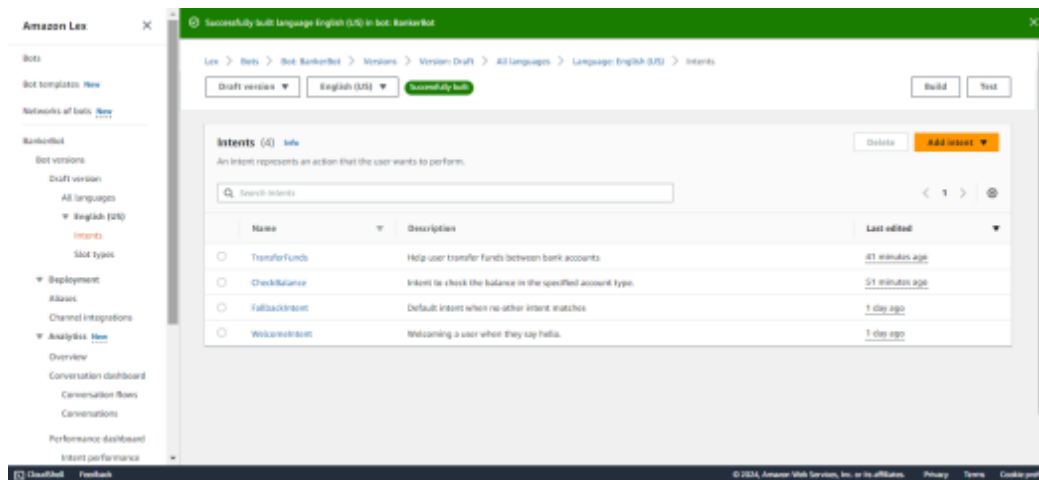 Amazon Lex
Successfully built language English (US) in bot: BankerBot
Bots
Bot templates New
Networks of bots New
BankerBot
Bot versions
Draft version
All languages
English (US)
Intents
Slot types
Deployment
Aliases
Channel integrations
Analytics New
Overview
Conversation dashboard
Conversation flows
Conversations
Performance dashboard
Intent performance
Lex > Bots > Bot: BankerBot > Versions > Version: Draft > All languages > Language: English (US) > Intents
Draft version English (US) Successfully built Build Test
Intents (4) Info Delete Add intent
An intent represents an action that the user wants to perform.
Search intents < 1 >
Name Description Last edited
TransferFunds Help user transfer funds between bank accounts 41 minutes ago
CheckBalance Intent to check the balance in the specified account type. 51 minutes ago
FallbackIntent Default intent when no other intent matches 1 day ago
WelcomeIntent Welcoming a user when they say hello. 1 day ago
CloudShell Feedback © 2024, Amazon Web Services, Inc. or its affiliates. Privacy Terms Cookie pref